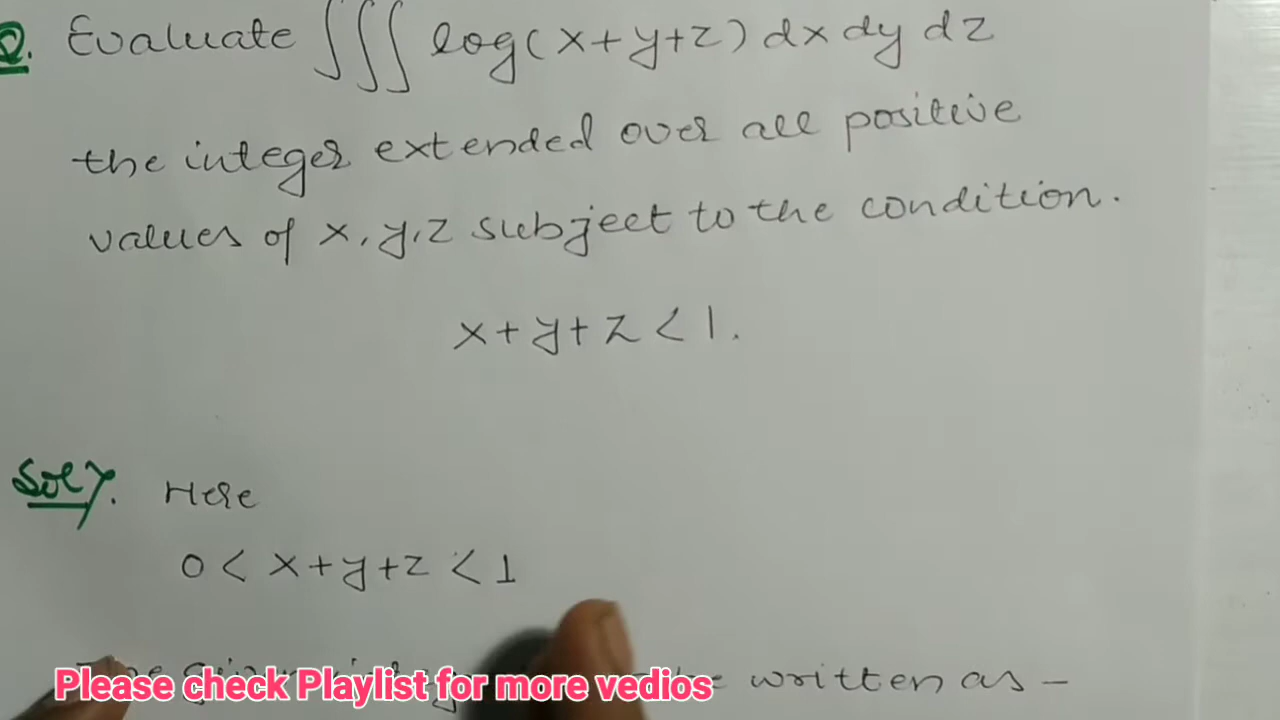 Q. Evaluate ∫∫∫ log(x+y+z) dx dy dz
the integer extended over all positive
values of x, y, z subject to the condition.
x+y+z < 1.
Sol^n. Here
0 < x+y+z < 1
written as –
Please check Playlist for more vedios